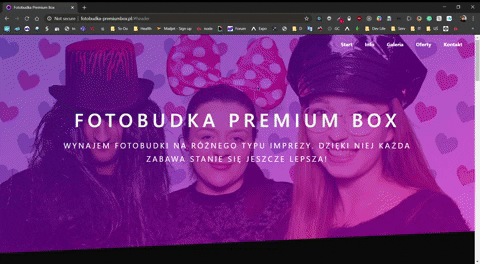 Fotobudka Premium Box
Not secure | fotobudka-premiumbox.pl/#header
Start Info Galeria Oferty Kontakt
FOTOBUDKA PREMIUM BOX
WYNAJEM FOTOBUDKI NA RÓŻNEGO TYPU IMPREZY. DZIĘKI NIEJ KAŻDA
ZABAWA STANIE SIĘ JESZCZE LEPSZA!